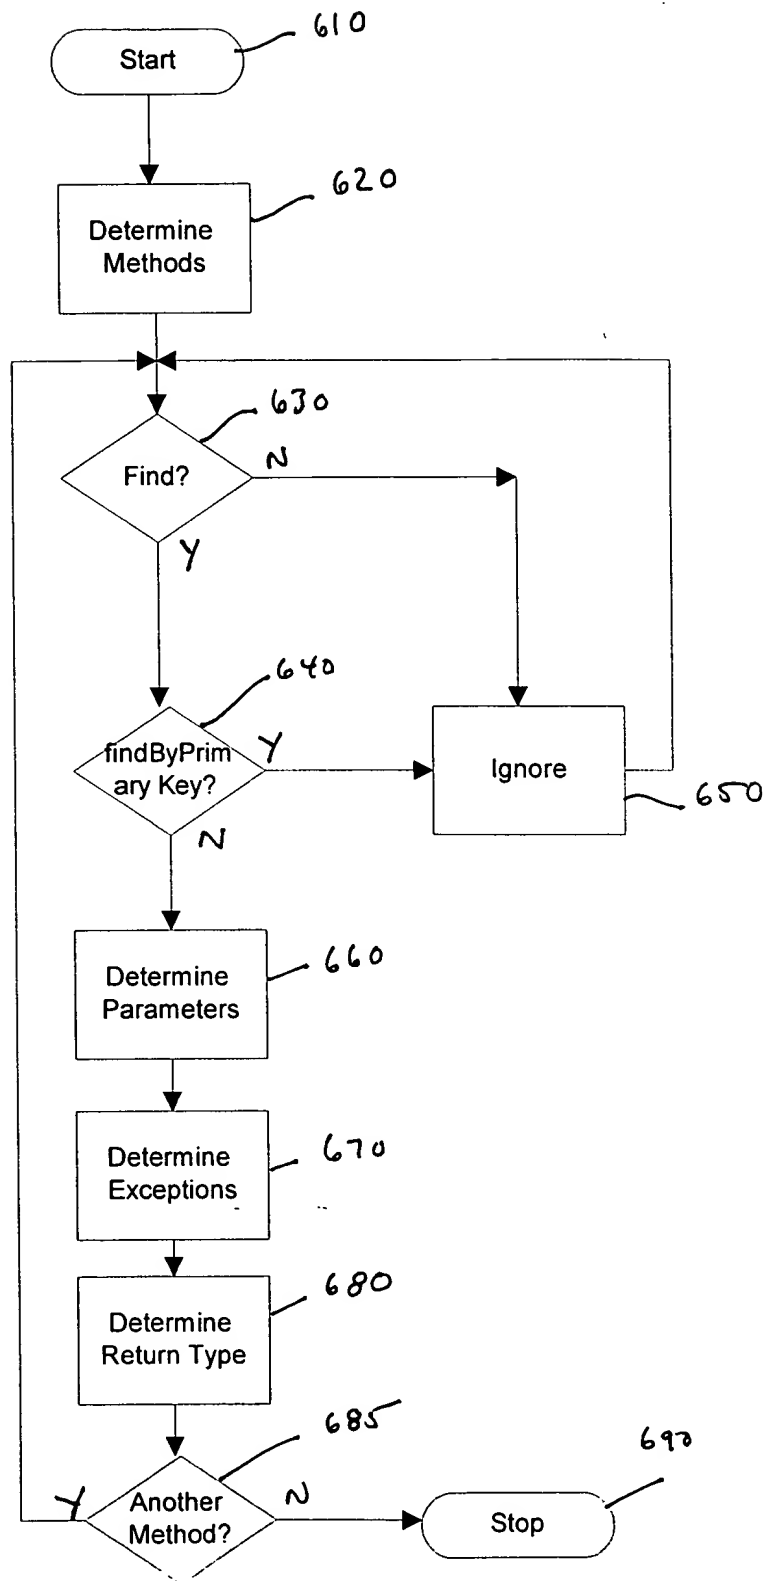 610
Start
620
Determine
Methods
630
Find?
N
Y
640
findByPrim
ary Key?
Y
Ignore
650
N
660
Determine
Parameters
670
Determine
Exceptions
680
Determine
Return Type
685
690
Y
Another
Method?
N
Stop